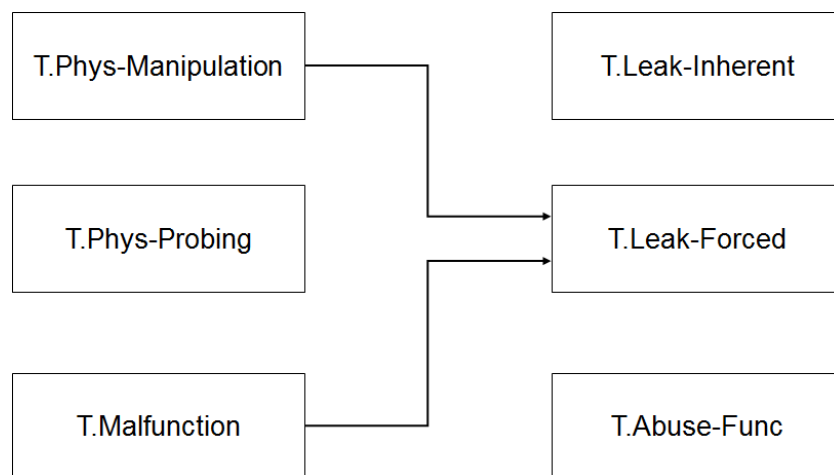 T.Phys-Manipulation
T.Leak-Inherent
T.Phys-Probing
T.Leak-Forced
T.Malfunction
T.Abuse-Func